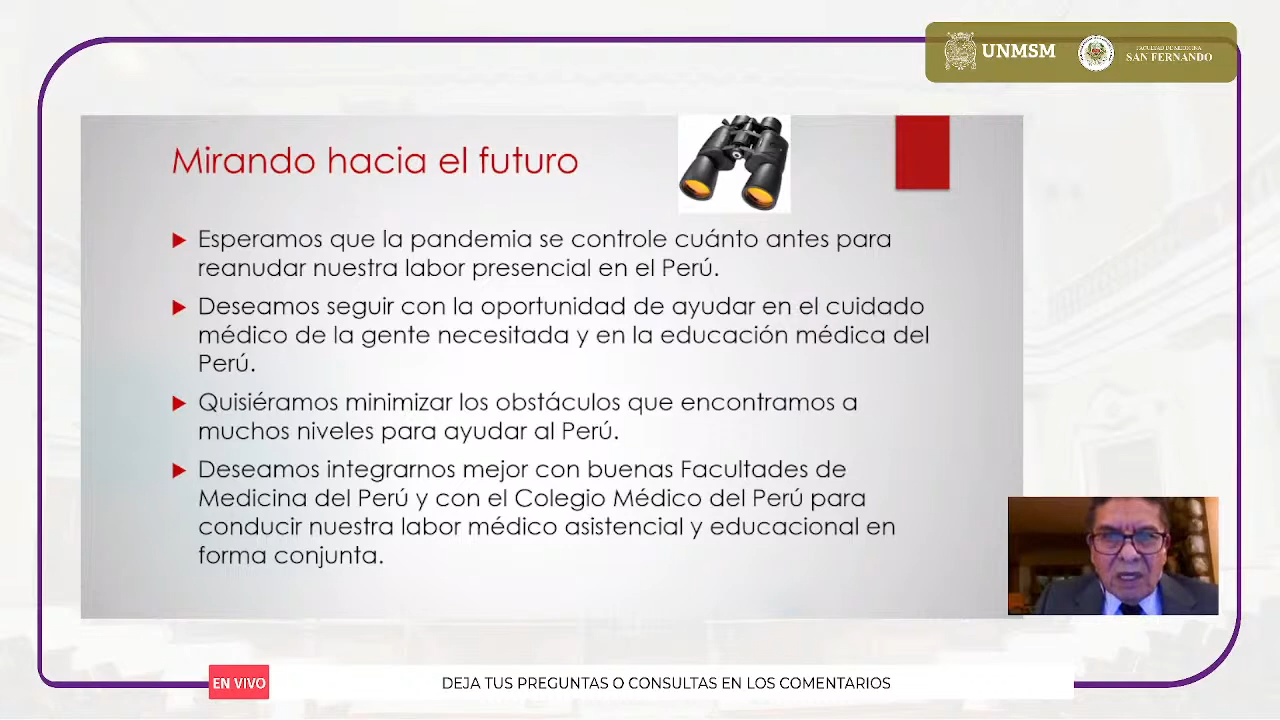 UNMSM
FACULTAD DE MEDICINA
SAN FERNANDO
Mirando hacia el futuro
Esperamos que la pandemia se controle cuánto antes para
reanudar nuestra labor presencial en el Perú.
Deseamos seguir con la oportunidad de ayudar en el cuidado
médico de la gente necesitada y en la educación médica del
Perú.
Quisiéramos minimizar los obstáculos que encontramos a
muchos niveles para ayudar al Perú.
Deseamos integrarnos mejor con buenas Facultades de
Medicina del Perú y con el Colegio Médico del Perú para
conducir nuestra labor médico asistencial y educacional en
forma conjunta.
EN VIVO
DEJA TUS PREGUNTAS O CONSULTAS EN LOS COMENTARIOS